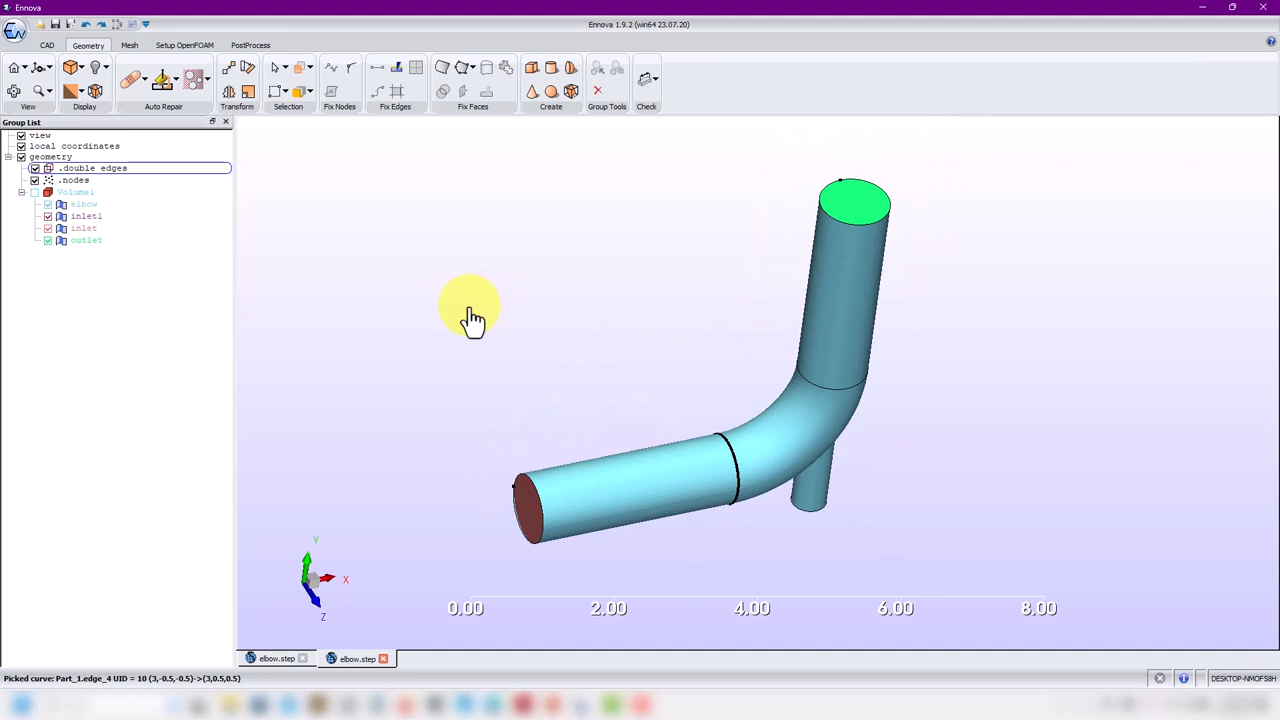 Ennova
Ennova 1.9.2 (win64 23.07.20)
CAD
Geometry
Mesh
Setup OpenFOAM
PostProcess
View
Display
Auto Repair
Transform
Selection
Fix Nodes
Fix Edges
Fix Faces
Create
Group Tools
Check
Group List
view
local coordinates
geometry
.double edges
.nodes
Volume1
elbow
inlet1
inlet
outlet
Y
X
Z
0.00 2.00 4.00 6.00 8.00
elbow.step
elbow.step
Picked curve: Part_1.edge_4 UID = 10 (3,-0.5,-0.5)->(3,0.5,0.5)
DESKTOP-NMOF58H